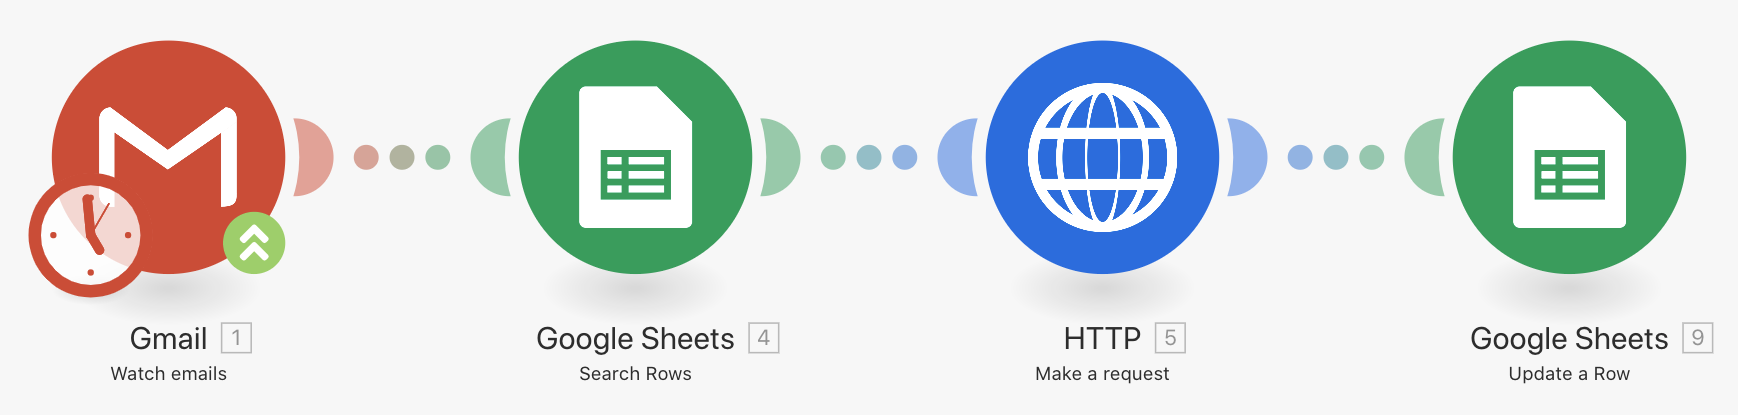 Gmail 1
Watch emails
Google Sheets 4
Search Rows
HTTP 5
Make a request
Google Sheets 9
Update a Row